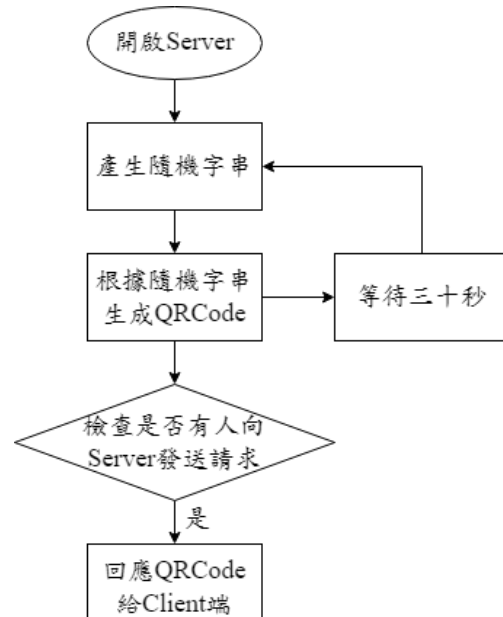 開啟Server
產生隨機字串
根據隨機字串
生成QRCode
等待三十秒
檢查是否有人向
Server發送請求
是
回應QRCode
給Client端